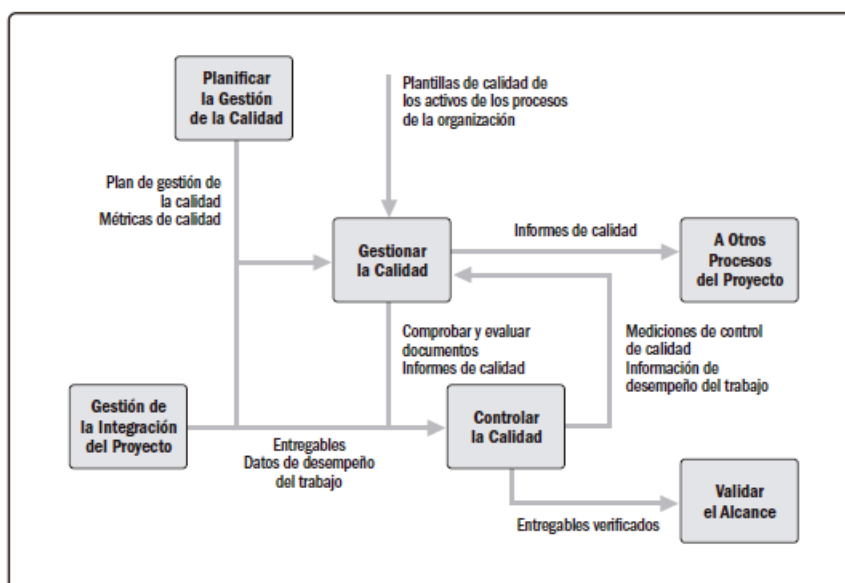 Planificar
la Gestión
de la Calidad
Plantillas de calidad de
los activos de los procesos
de la organización
Plan de gestión de
la calidad
Métricas de calidad
Gestionar
la Calidad
Informes de calidad
A Otros
Procesos
del Proyecto
Comprobar y evaluar
documentos
Informes de calidad
Mediciones de control
de calidad
Información de
desempeño del trabajo
Gestión de
la Integración
del Proyecto
Entregables
Datos de desempeño
del trabajo
Controlar
la Calidad
Entregables verificados
Validar
el Alcance